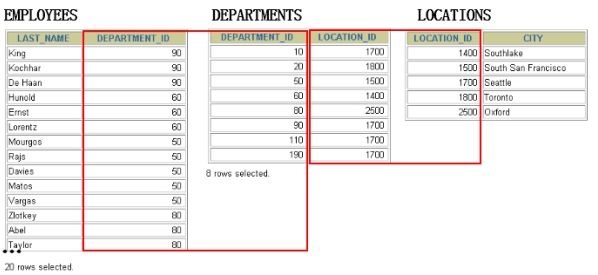 EMPLOYEES DEPARTMENTS LOCATIONS
LAST_NAME DEPARTMENT_ID DEPARTMENT_ID LOCATION_ID LOCATION_ID CITY
King 90 10 1700 1400 Southlake
Kochhar 90 20 1800 1500 South San Francisco
De Haan 90 50 1500 1700 Seattle
Hunold 60 60 1400 1800 Toronto
Ernst 60 80 2500 2500 Oxford
Lorentz 60 90 1700
Mourgos 50 110 1700
Rajs 50 190 1700
Davies 50 8 rows selected.
Matos 50
Vargas 50
Zlotkey 80
Abel 80
Taylor 80
•••
20 rows selected.